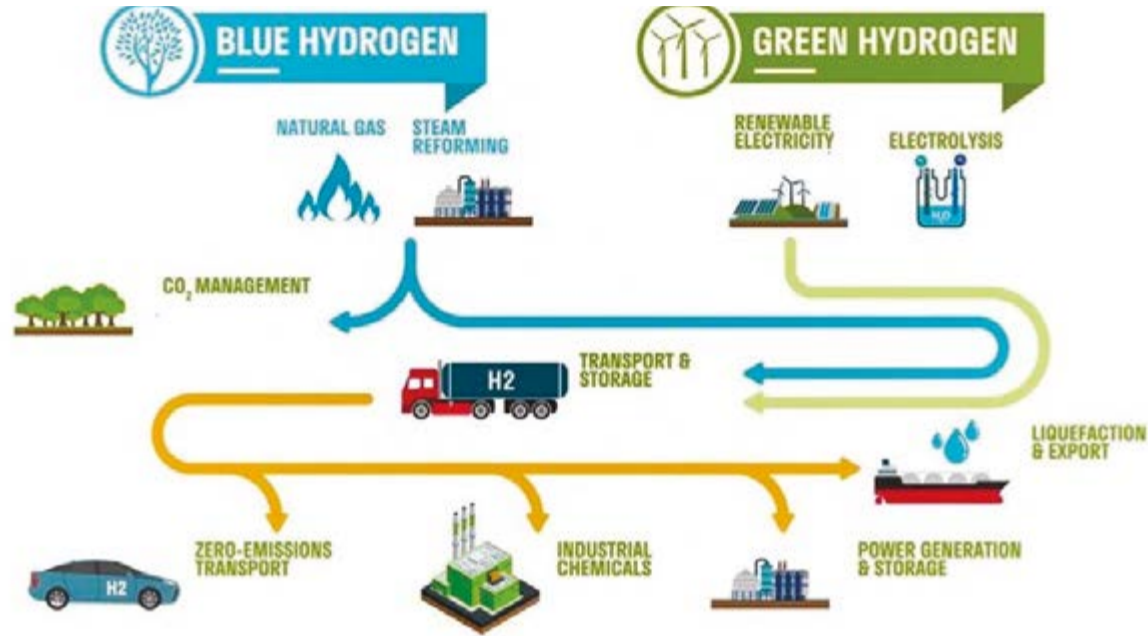 BLUE HYDROGEN
GREEN HYDROGEN
NATURAL GAS
STEAM
REFORMING
RENEWABLE
ELECTRICITY
ELECTROLYSIS
H₂O
CO₂ MANAGEMENT
H2
TRANSPORT &
STORAGE
LIQUEFACTION
& EXPORT
ZERO-EMISSIONS
TRANSPORT
H2
INDUSTRIAL
CHEMICALS
POWER GENERATION
& STORAGE